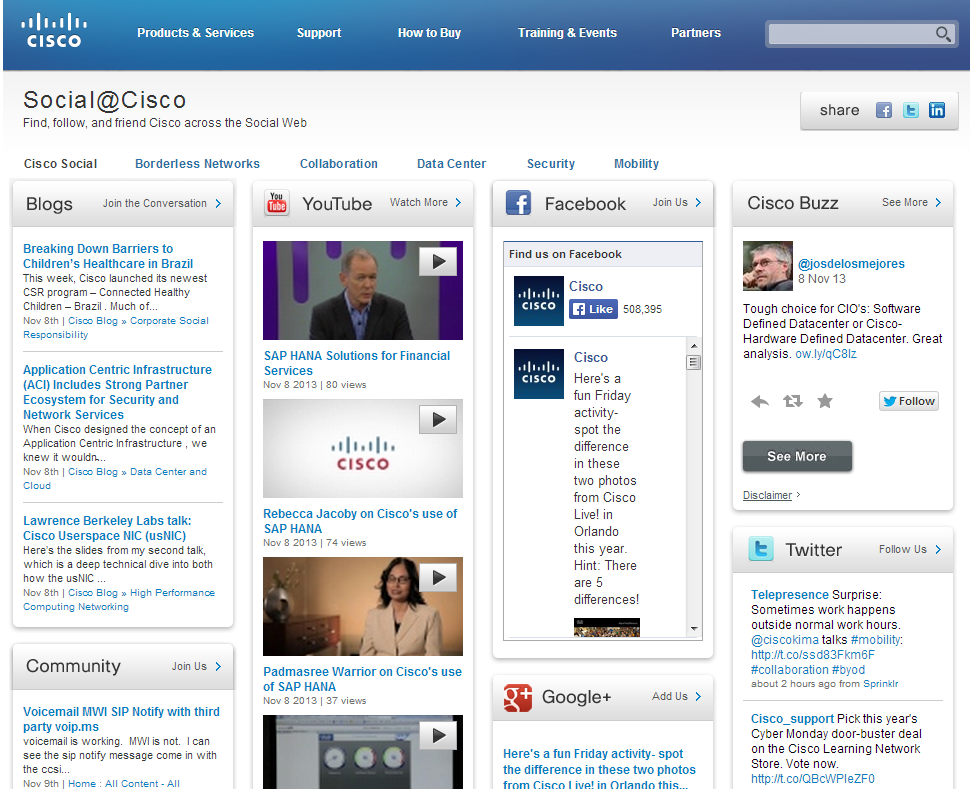 CISCO
Products & Services
Support
How to Buy
Training & Events
Partners
Social@Cisco
Find, follow, and friend Cisco across the Social Web
share
Cisco Social
Borderless Networks
Collaboration
Data Center
Security
Mobility
Blogs
Join the Conversation
Breaking Down Barriers to
Children's Healthcare in Brazil
This week, Cisco launched its newest
CSR program – Connected Healthy
Children – Brazil . Much of...
Nov 8th | Cisco Blog » Corporate Social
Responsibility
Application Centric Infrastructure
(ACI) Includes Strong Partner
Ecosystem for Security and
Network Services
When Cisco designed the concept of an
Application Centric Infrastructure , we
knew it wouldn...
Nov 8th | Cisco Blog » Data Center and
Cloud
Lawrence Berkeley Labs talk:
Cisco Userspace NIC (usNIC)
Here's the slides from my second talk,
which is a deep technical dive into both
how the usNIC ...
Nov 8th | Cisco Blog » High Performance
Computing Networking
Community
Join Us
Voicemail MWI SIP Notify with third
party voip.ms
voicemail is working. MWI is not. I can
see the sip notify message come in with
the ccsi...
Nov 9th | Home : All Content - All
You
Tube
YouTube
Watch More
SAP HANA Solutions for Financial
Services
Nov 8 2013 | 80 views
CISCO
Rebecca Jacoby on Cisco's use of
SAP HANA
Nov 8 2013 | 74 views
Padmasree Warrior on Cisco's use
of SAP HANA
Nov 8 2013 | 37 views
Facebook
Join Us
Find us on Facebook
CISCO
Cisco
Like
508,395
CISCO
Cisco
Here's a
fun Friday
activity-
spot the
difference
in these
two photos
from Cisco
Live! in
Orlando
this year.
Hint: There
are 5
differences!
Google+
Add Us
Here's a fun Friday activity- spot
the difference in these two photos
from Cisco Live! in Orlando this...
Cisco Buzz
See More
@josdelosmejores
8 Nov 13
Tough choice for CIO's: Software
Defined Datacenter or Cisco-
Hardware Defined Datacenter. Great
analysis. ow.ly/qC8Iz
Follow
See More
Disclaimer
Twitter
Follow Us
Telepresence Surprise:
Sometimes work happens
outside normal work hours.
@ciscokima talks #mobility:
http://t.co/ssd83Fkm6F
#collaboration #byod
about 2 hours ago from Sprinklr
Cisco_support Pick this year's
Cyber Monday door-buster deal
on the Cisco Learning Network
Store. Vote now.
http://t.co/QBcWPleZF0